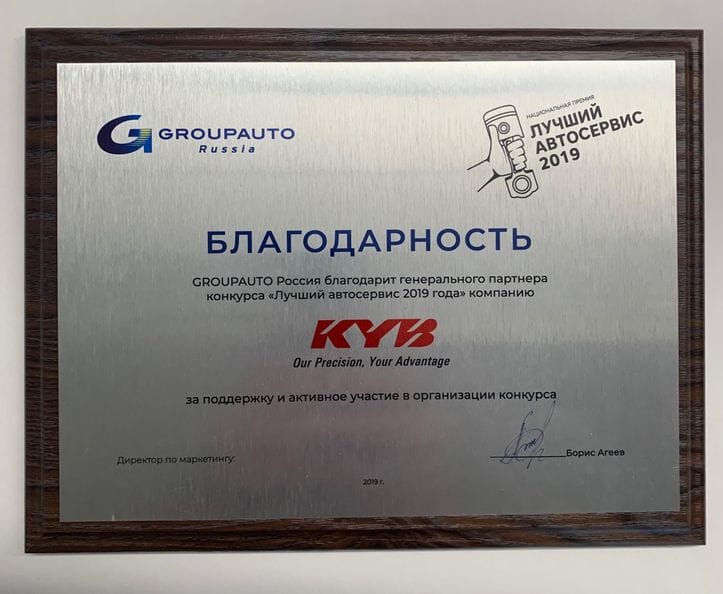 GROUPAUTO
Russia
НАЦИОНАЛЬНАЯ ПРЕМИЯ
ЛУЧШИЙ
АВТОСЕРВИС
2019
БЛАГОДАРНОСТЬ
GROUPAUTO Россия благодарит генерального партнера
конкурса «Лучший автосервис 2019 года» компанию
KYB
Our Precision, Your Advantage
за поддержку и активное участие в организации конкурса
Директор по маркетингу:
Борис Агеев
2019 г.